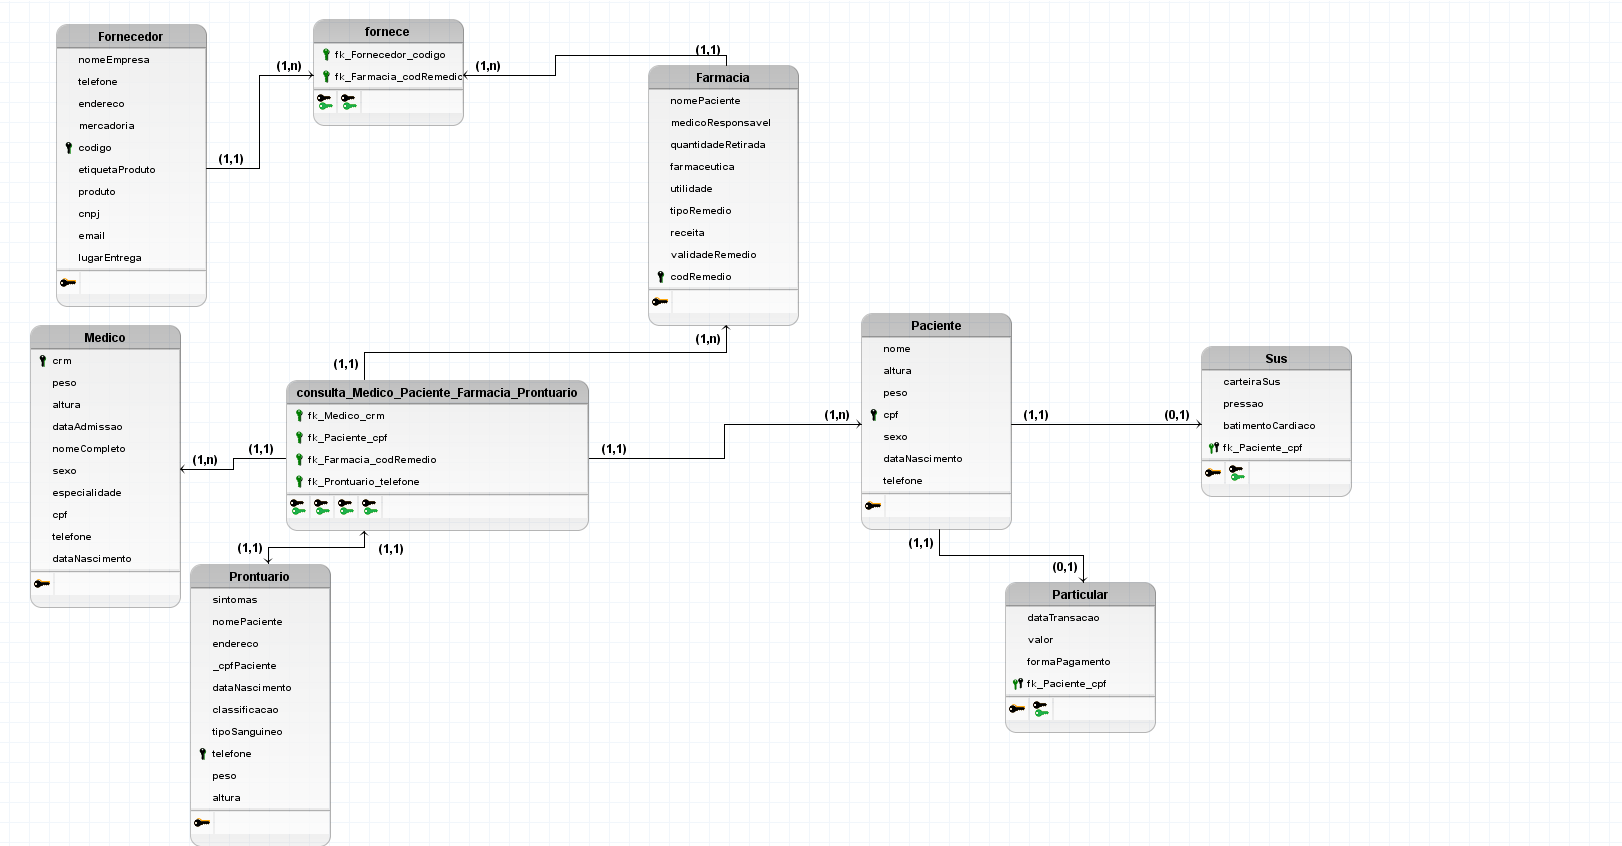 Fornecedor
nomeEmpresa
telefone
endereco
mercadoria
codigo
etiquetaProduto
produto
cnpj
email
lugarEntrega
(1,1)
(1,n)
fornece
fk_Fornecedor_codigo
fk_Farmacia_codRemedio
(1,n)
(1,1)
Farmacia
nomePaciente
medicoResponsavel
quantidadeRetirada
farmaceutica
utilidade
tipoRemedio
receita
validadeRemedio
codRemedio
(1,n)
(1,1)
Medico
crm
peso
altura
dataAdmissao
nomeCompleto
sexo
especialidade
cpf
telefone
dataNascimento
(1,n)
(1,1)
consulta_Medico_Paciente_Farmacia_Prontuario
fk_Medico_crm
fk_Paciente_cpf
fk_Farmacia_codRemedio
fk_Prontuario_telefone
(1,1)
(1,n)
(1,1)
(1,1)
Prontuario
sintomas
nomePaciente
endereco
_cpfPaciente
dataNascimento
classificacao
tipoSanguineo
telefone
peso
altura
Paciente
nome
altura
peso
cpf
sexo
dataNascimento
telefone
(1,1)
(0,1)
Sus
carteiraSus
pressao
batimentoCardiaco
fk_Paciente_cpf
(1,1)
(0,1)
Particular
dataTransacao
valor
formaPagamento
fk_Paciente_cpf